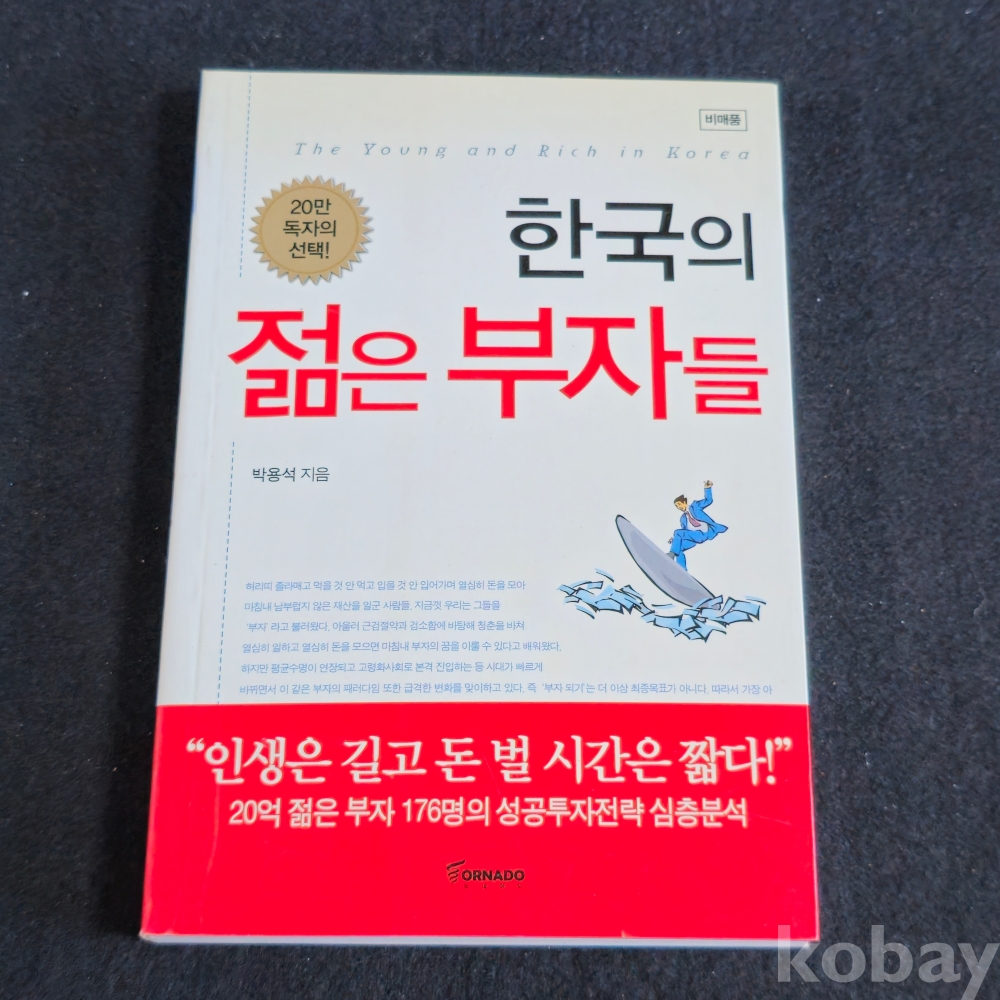 비매품
The Young and Rich in Korea
20만
독자의
선택!
한국의
젊은 부자들
박용석 지음
허리띠 졸라매고 먹을 것 안 먹고 입을 것 안 입어가며 열심히 돈을 모아
마침내 남부럽지 않은 재산을 일군 사람들, 지금껏 우리는 그들을
‘부자’ 라고 불러왔다. 아울러 근검절약과 검소함에 바탕해 청춘을 바쳐
열심히 일하고 열심히 돈을 모으면 마침내 부자의 꿈을 이룰 수 있다고 배워왔다.
하지만 평균수명이 연장되고 고령화사회로 본격 진입하는 등 시대가 빠르게
바뀌면서 이 같은 부자의 패러다임 또한 급격한 변화를 맞이하고 있다. 즉 ‘부자 되기’는 더 이상 최종목표가 아니다. 따라서 가장 아
“인생은 길고 돈 벌 시간은 짧다!”
20억 젊은 부자 176명의 성공투자전략 심층분석
TORNADO
kobay